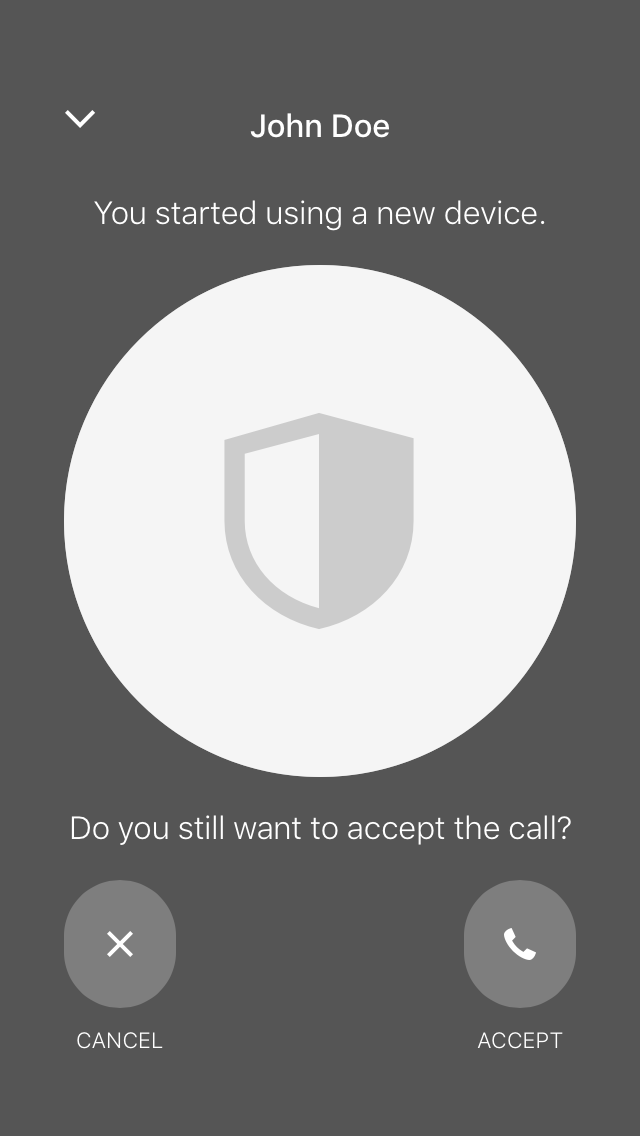 John Doe
You started using a new device.
Do you still want to accept the call?
CANCEL
ACCEPT